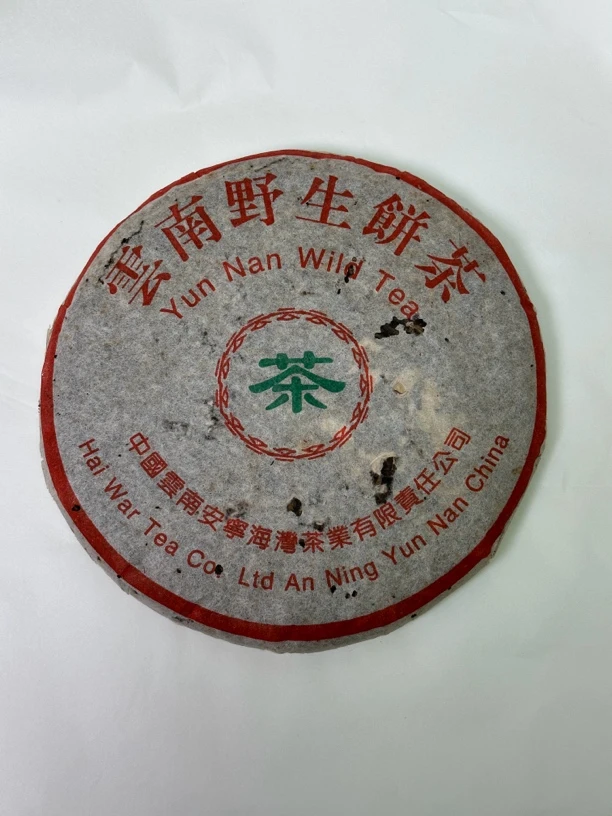 雲南野生餅茶
Yun Nan Wild Tea
茶
中國雲南安寧海灣茶業有限責任公司
Hai War Tea Co. Ltd An Ning Yun Nan China